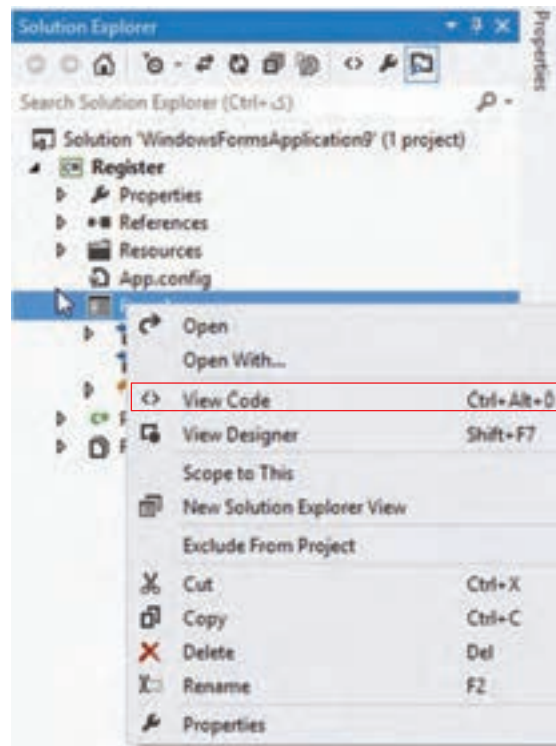 Solution Explorer
Properties
Search Solution Explorer (Ctrl+د)
Solution 'WindowsFormsApplication9' (1 project)
C# Register
Properties
References
Resources
App.config
Open
Open With...
View Code Ctrl+Alt+0
View Designer Shift+F7
Scope to This
New Solution Explorer View
Exclude From Project
Cut Ctrl+X
Copy Ctrl+C
Delete Del
Rename F2
Properties